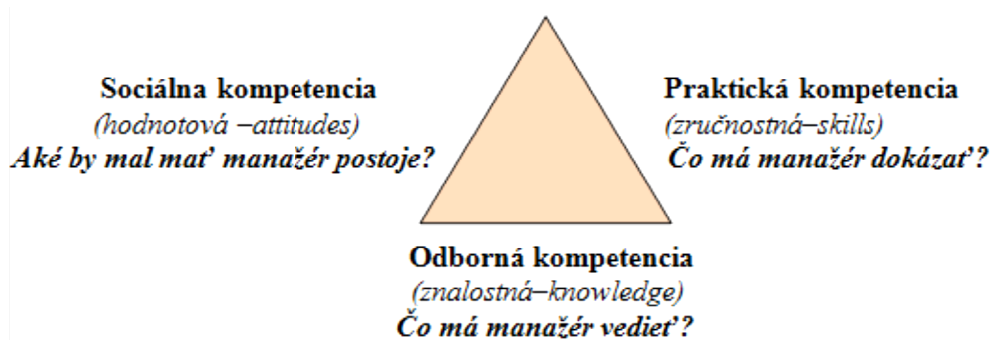 Sociálna kompetencia
(hodnotová –attitudes)
Aké by mal mať manažér postoje?
Praktická kompetencia
(zručnostná–skills)
Čo má manažér dokázať?
Odborná kompetencia
(znalostná–knowledge)
Čo má manažér vedieť?